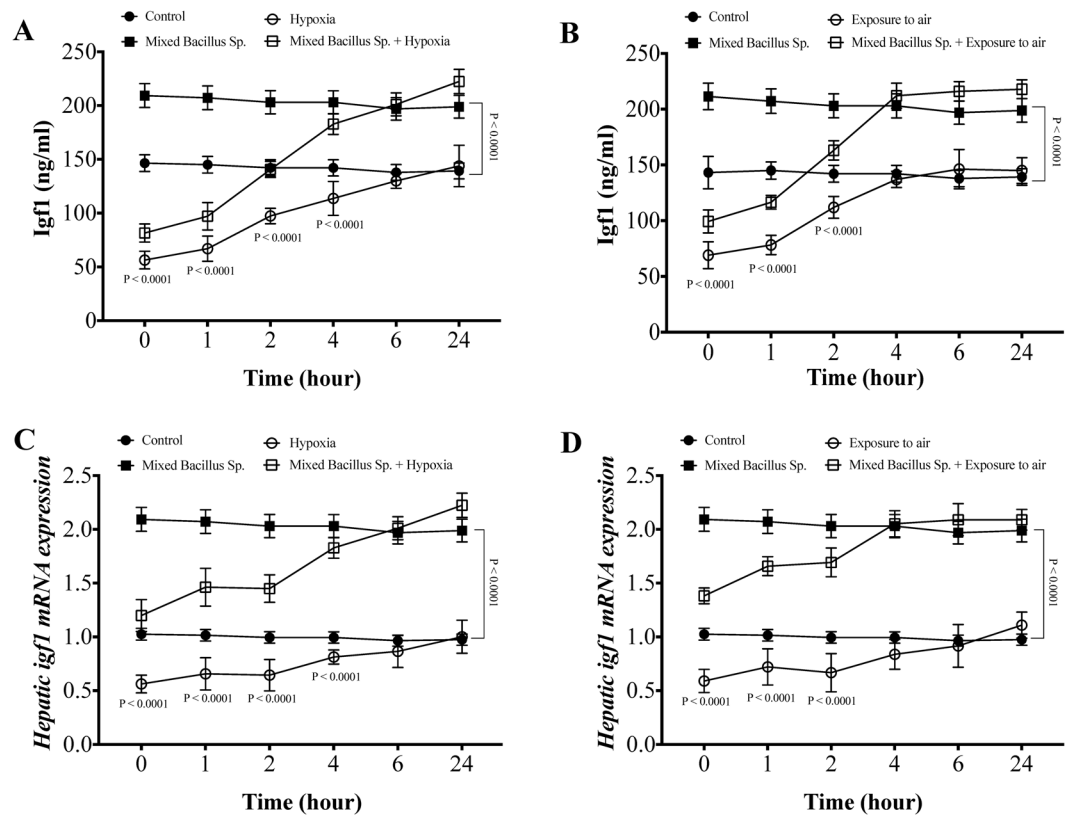 A
Control
Hypoxia
Mixed Bacillus Sp.
Mixed Bacillus Sp. + Hypoxia
Igf1 (ng/ml)
250
200
150
100
50
0
P < 0.0001
P < 0.0001
P < 0.0001
P < 0.0001
P < 0.0001
0 1 2 4 6 24
Time (hour)
B
Control
Exposure to air
Mixed Bacillus Sp.
Mixed Bacillus Sp. + Exposure to air
Igf1 (ng/ml)
250
200
150
100
50
0
P < 0.0001
P < 0.0001
P < 0.0001
P < 0.0001
0 1 2 4 6 24
Time (hour)
C
Control
Hypoxia
Mixed Bacillus Sp.
Mixed Bacillus Sp. + Hypoxia
Hepatic igf1 mRNA expression
2.5
2.0
1.5
1.0
0.5
0.0
P < 0.0001
P < 0.0001
P < 0.0001
P < 0.0001
P < 0.0001
0 1 2 4 6 24
Time (hour)
D
Control
Exposure to air
Mixed Bacillus Sp.
Mixed Bacillus Sp. + Exposure to air
Hepatic igf1 mRNA expression
2.5
2.0
1.5
1.0
0.5
0.0
P < 0.0001
P < 0.0001
P < 0.0001
P < 0.0001
0 1 2 4 6 24
Time (hour)